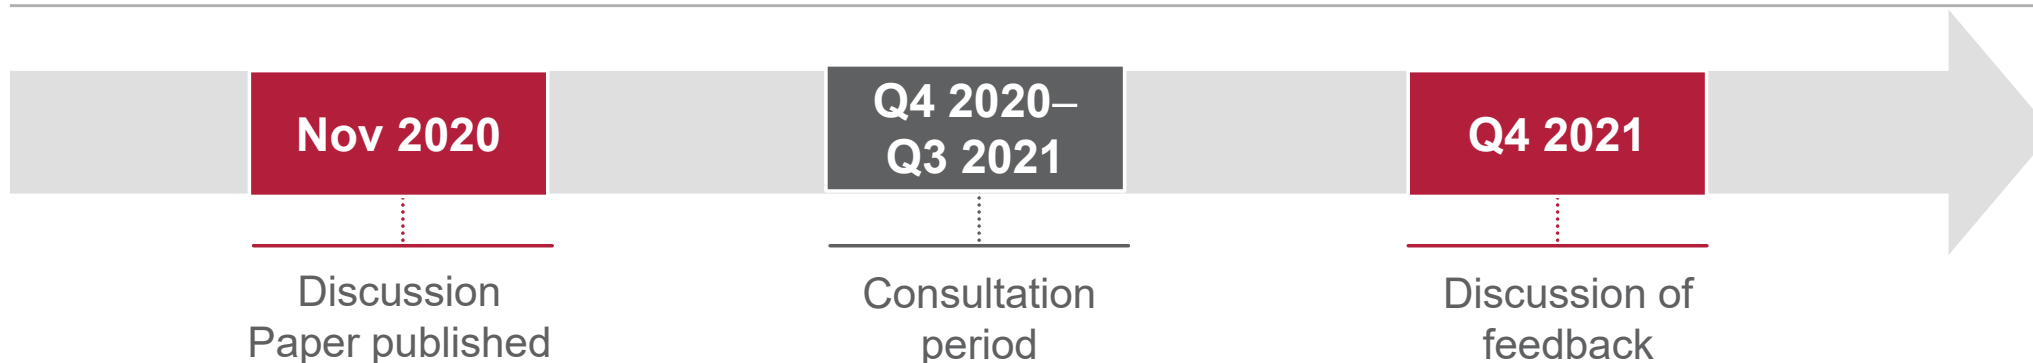 Nov 2020
Q4 2020–
Q3 2021
Q4 2021
Discussion
Paper published
Consultation
period
Discussion of
feedback